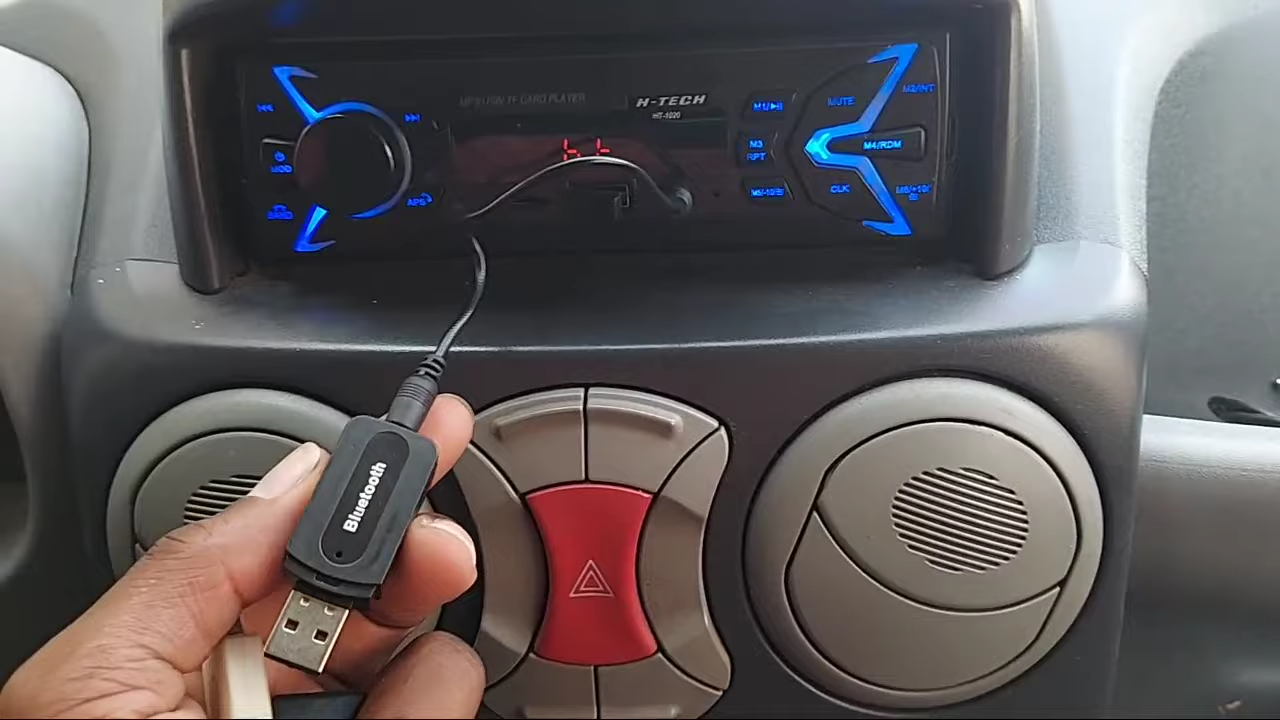 MP3/USB/TF CARD PLAYER
H-TECH
HT-1020
MOD
BAND
APS
M1/
M3
RPT
M5/-10/
MUTE
M2/INT
M4/RDM
CLK
M6/+10/
Bluetooth